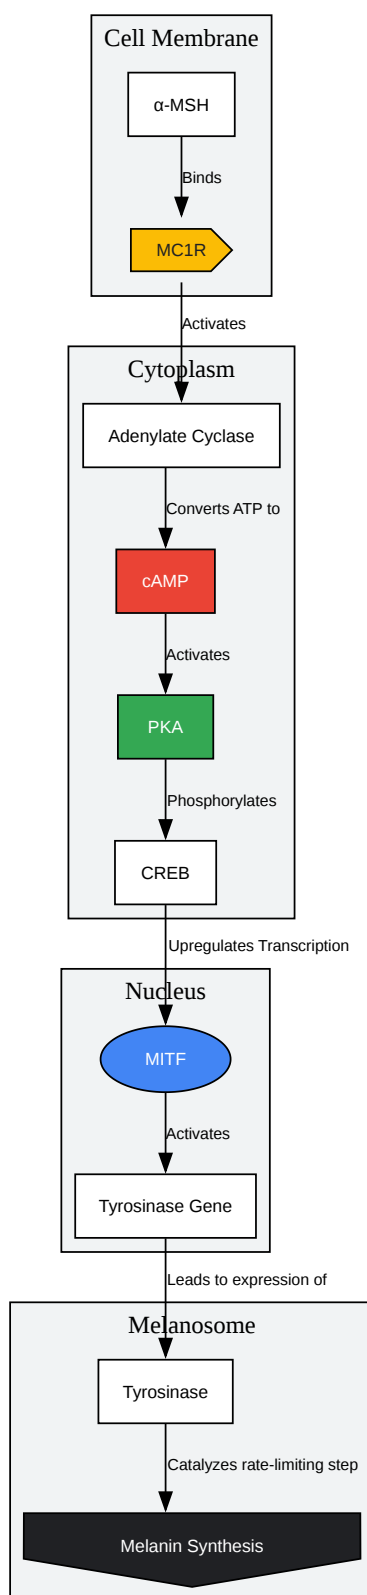 Cell Membrane
α-MSH
Binds
MC1R
Activates
Cytoplasm
Adenylate Cyclase
Converts ATP to
cAMP
Activates
PKA
Phosphorylates
CREB
Upregulates Transcription
Nucleus
MITF
Activates
Tyrosinase Gene
Leads to expression of
Melanosome
Tyrosinase
Catalyzes rate-limiting step
Melanin Synthesis